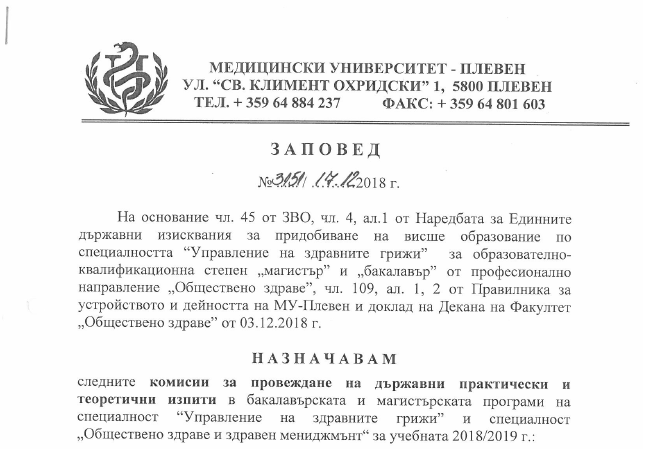 МЕДИЦИНСКИ УНИВЕРСИТЕТ - ПЛЕВЕН
УЛ. “СВ. КЛИМЕНТ ОХРИДСКИ” 1, 5800 ПЛЕВЕН
ТЕЛ. + 359 64 884 237 ФАКС: + 359 64 801 603
З А П О В Е Д
№ 3151 / 17.12.2018 г.
На основание чл. 45 от ЗВО, чл. 4, ал.1 от Наредбата за Единните
държавни изисквания за придобиване на висше образование по
специалността “Управление на здравните грижи” за образователно-
квалификационна степен „магистър” и „бакалавър” от професионално
направление „Обществено здраве”, чл. 109, ал. 1, 2 от Правилника за
устройството и дейността на МУ-Плевен и доклад на Декана на Факултет
„Обществено здраве” от 03.12.2018 г.
Н А З Н А Ч А В А М
следните комисии за провеждане на държавни практически и
теоретични изпити в бакалавърската и магистърската програми на
специалност “Управление на здравните грижи” и специалност
„Обществено здраве и здравен мениджмънт“ за учебната 2018/2019 г.: